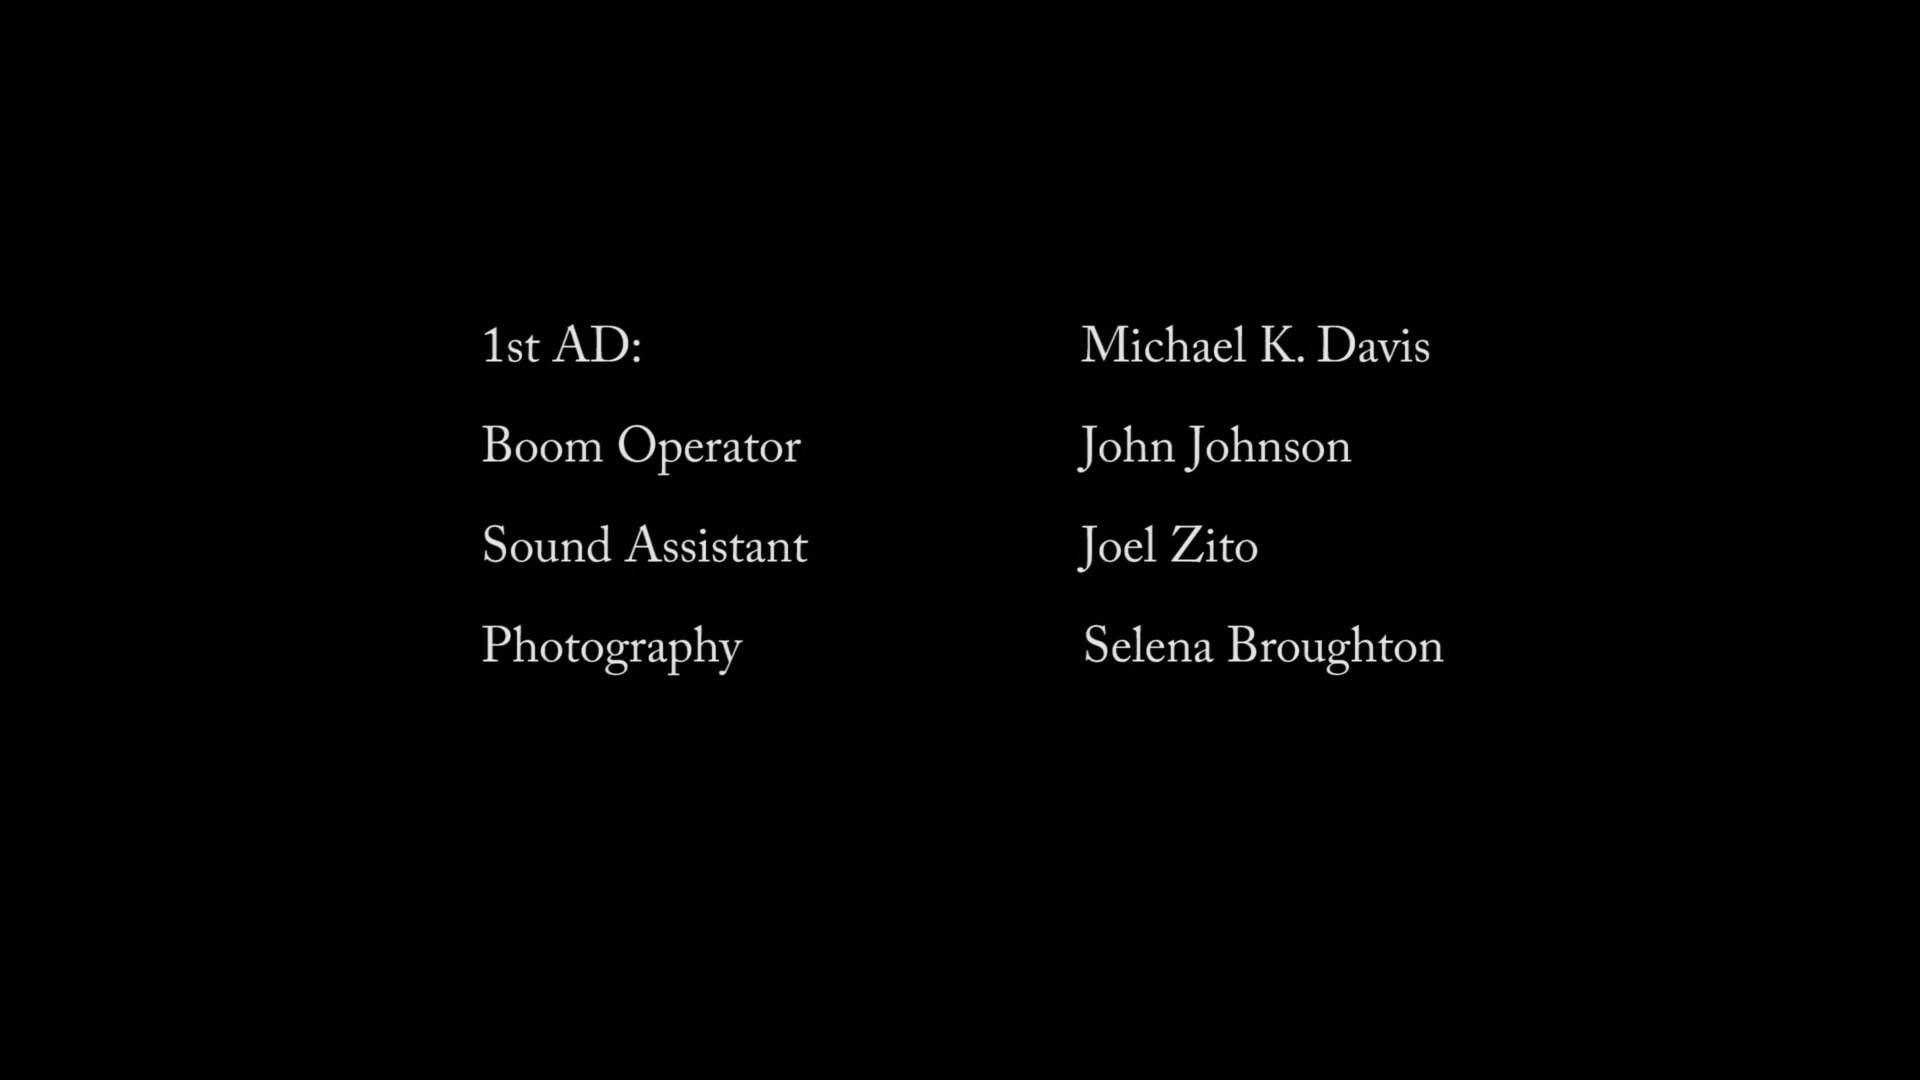 1st AD: Michael K. Davis
Boom Operator John Johnson
Sound Assistant Joel Zito
Photography Selena Broughton